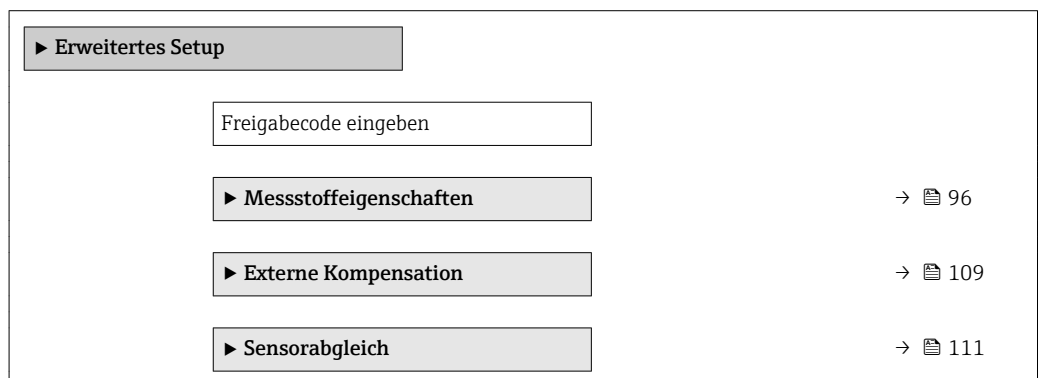 ▶ Erweitertes Setup
Freigabecode eingeben
▶ Messstoffeigenschaften → 96
▶ Externe Kompensation → 109
▶ Sensorabgleich → 111